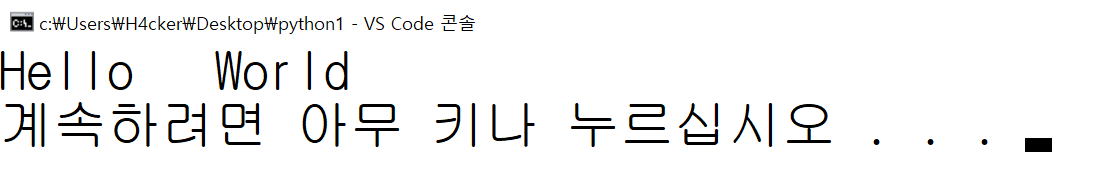 c:₩Users₩H4cker₩Desktop₩python1 - VS Code 콘솔
Hello  World
계속하려면 아무 키나 누르십시오 . . .